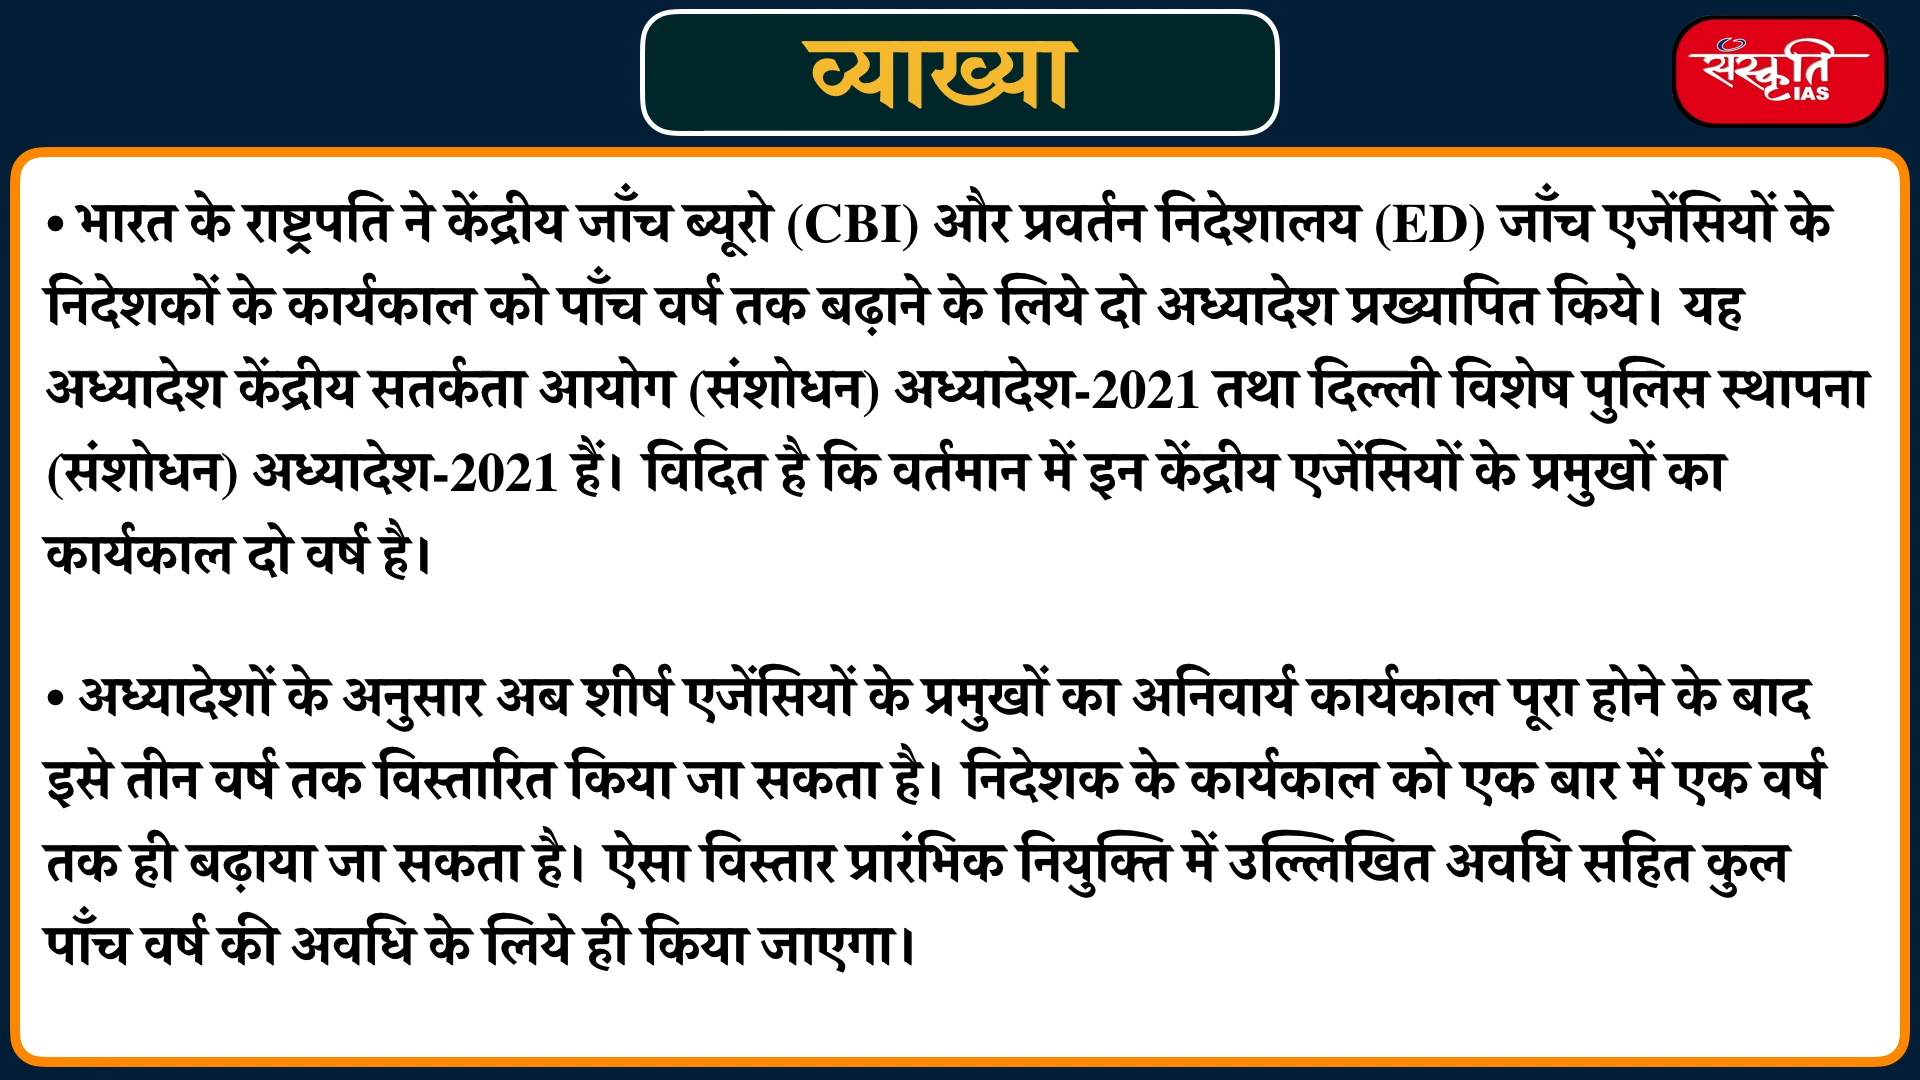 व्याख्या
संस्कृति
IAS
• भारत के राष्ट्रपति ने केंद्रीय जाँच ब्यूरो (CBI) और प्रवर्तन निदेशालय (ED) जाँच एजेंसियों के
निदेशकों के कार्यकाल को पाँच वर्ष तक बढ़ाने के लिये दो अध्यादेश प्रख्यापित किये। यह
अध्यादेश केंद्रीय सतर्कता आयोग (संशोधन) अध्यादेश-2021 तथा दिल्ली विशेष पुलिस स्थापना
(संशोधन) अध्यादेश-2021 हैं। विदित है कि वर्तमान में इन केंद्रीय एजेंसियों के प्रमुखों का
कार्यकाल दो वर्ष है।
• अध्यादेशों के अनुसार अब शीर्ष एजेंसियों के प्रमुखों का अनिवार्य कार्यकाल पूरा होने के बाद
इसे तीन वर्ष तक विस्तारित किया जा सकता है। निदेशक के कार्यकाल को एक बार में एक वर्ष
तक ही बढ़ाया जा सकता है। ऐसा विस्तार प्रारंभिक नियुक्ति में उल्लिखित अवधि सहित कुल
पाँच वर्ष की अवधि के लिये ही किया जाएगा।